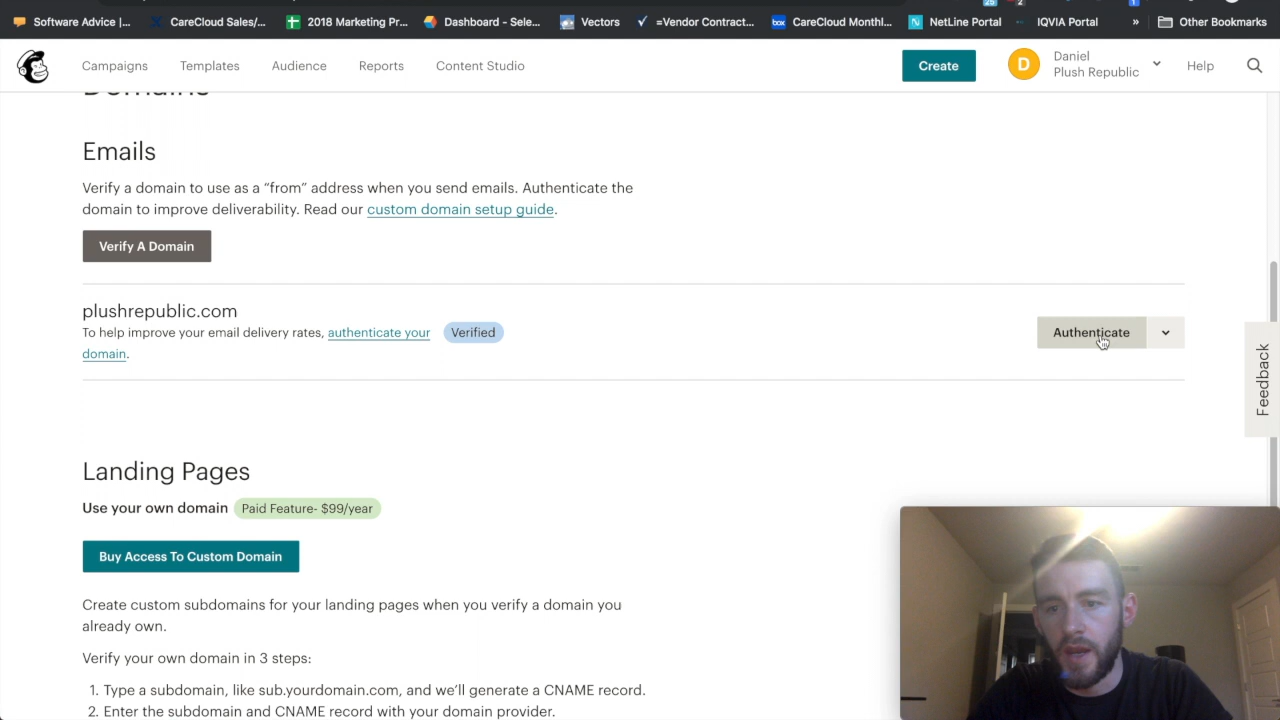 Software Advice |...
CareCloud Sales/...
2018 Marketing Pr...
Dashboard - Sele...
Vectors
=Vendor Contract...
CareCloud Monthl...
NetLine Portal
IQVIA Portal
»
Other Bookmarks
Campaigns
Templates
Audience
Reports
Content Studio
Create
D
Daniel
Plush Republic
Help
Domains
Emails
Verify a domain to use as a “from” address when you send emails. Authenticate the
domain to improve deliverability. Read our custom domain setup guide.
Verify A Domain
plushrepublic.com
To help improve your email delivery rates, authenticate your
domain.
Verified
Authenticate
Feedback
Landing Pages
Use your own domain
Paid Feature- $99/year
Buy Access To Custom Domain
Create custom subdomains for your landing pages when you verify a domain you
already own.
Verify your own domain in 3 steps:
1. Type a subdomain, like sub.yourdomain.com, and we’ll generate a CNAME record.
2. Enter the subdomain and CNAME record with your domain provider.